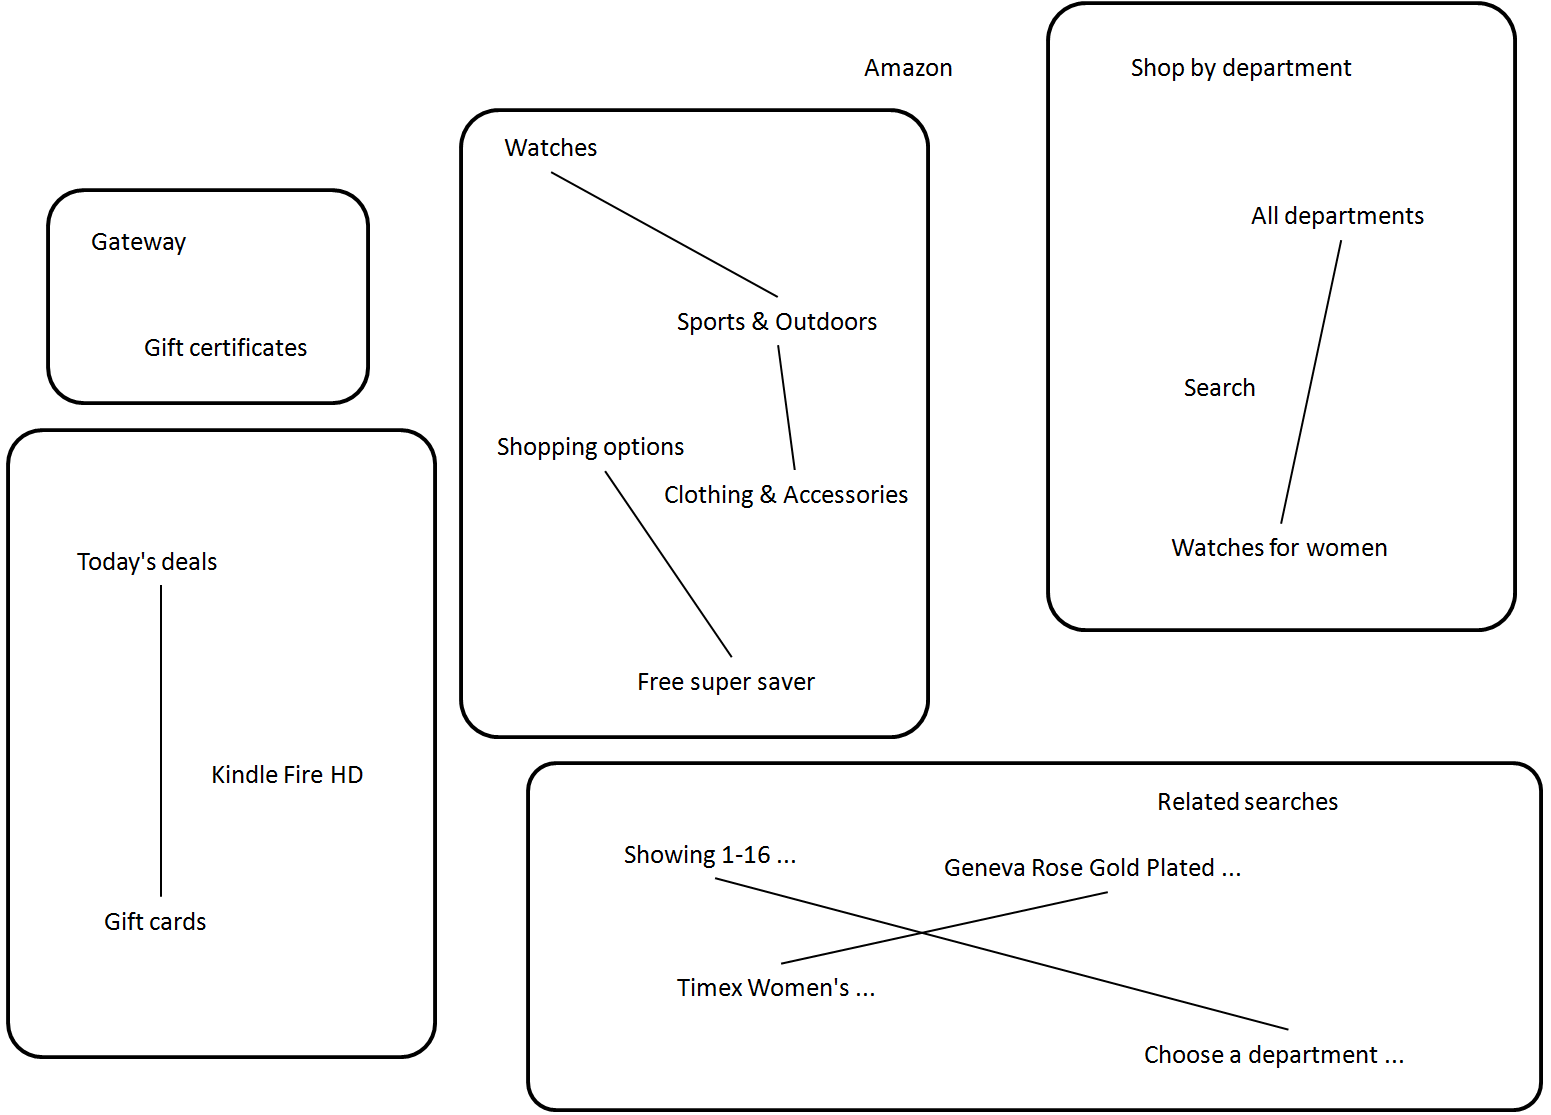 Amazon
Shop by department
Watches
All departments
Gateway
Sports & Outdoors
Gift certificates
Search
Shopping options
Clothing & Accessories
Watches for women
Today's deals
Free super saver
Kindle Fire HD
Related searches
Showing 1-16 ...
Geneva Rose Gold Plated ...
Gift cards
Timex Women's ...
Choose a department ...